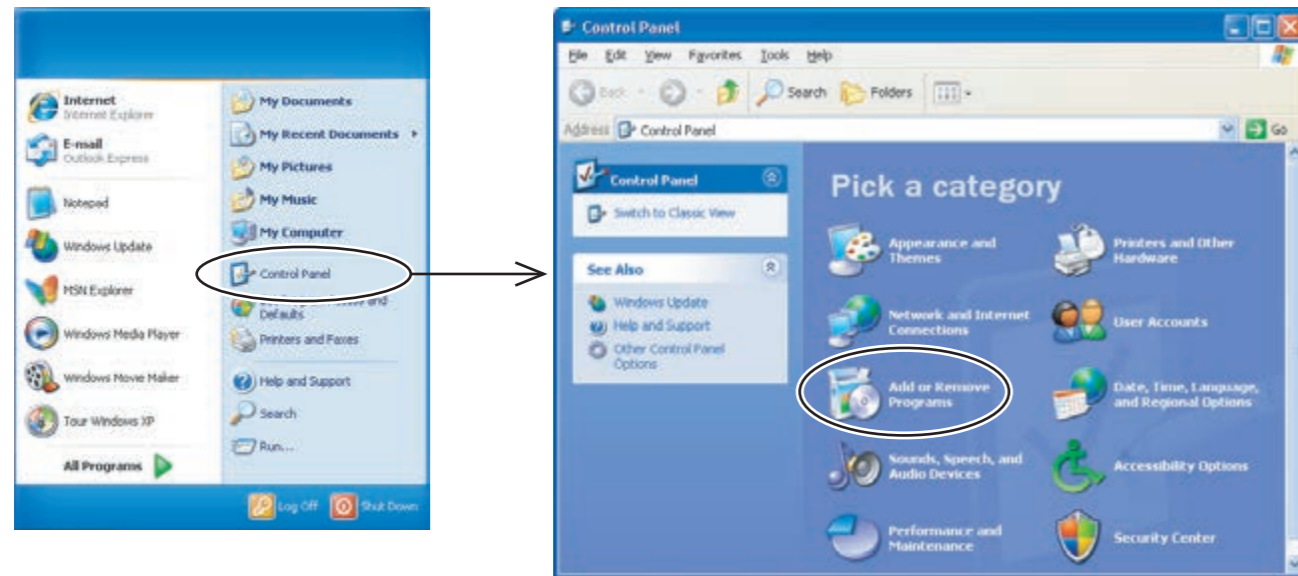 Internet
Internet Explorer
E-mail
Outlook Express
Notepad
Windows Update
MSN Explorer
Windows Media Player
Windows Movie Maker
Tour Windows XP
All Programs
My Documents
My Recent Documents
My Pictures
My Music
My Computer
Control Panel
and
Defaults
Printers and Faxes
Help and Support
Search
Run...
Log Off
Shut Down
Control Panel
File Edit View Favorites Tools Help
Back Search Folders
Address Control Panel Go
Control Panel
Switch to Classic View
See Also
Windows Update
Help and Support
Other Control Panel
Options
Pick a category
Appearance and
Themes
Printers and Other
Hardware
Network and Internet
Connections
User Accounts
Add or Remove
Programs
Date, Time, Language,
and Regional Options
Sounds, Speech, and
Audio Devices
Accessibility Options
Performance and
Maintenance
Security Center